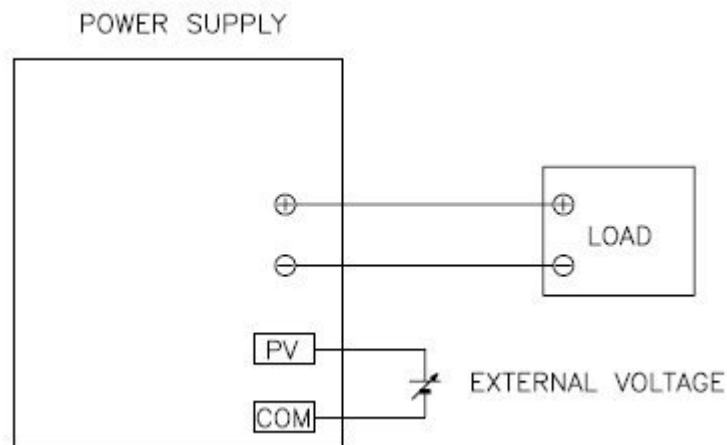 POWER SUPPLY
LOAD
PV
EXTERNAL VOLTAGE
COM